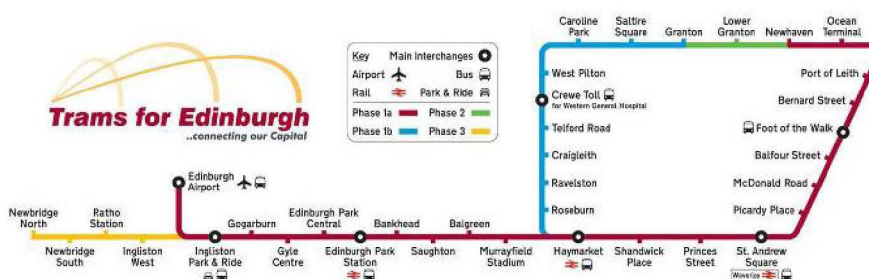 Trams for Edinburgh
..connecting our Capital
Key Main interchanges
Airport Bus
Rail Park & Ride
Phase 1a Phase 2
Phase 1b Phase 3
Caroline
Park
Saltire
Square
Granton
Lower
Granton
Newhaven
Ocean
Terminal
West Pilton
Crewe Toll
for Western General Hospital
Telford Road
Craigleith
Ravelston
Roseburn
Port of Leith
Bernard Street
Foot of the Walk
Balfour Street
McDonald Road
Picardy Place
Edinburgh
Airport
Newbridge
North
Ratho
Station
Gogarburn
Edinburgh Park
Central
Bankhead
Balgreen
Newbridge
South
Ingliston
West
Ingliston
Park & Ride
Gyle
Centre
Edinburgh Park
Station
Saughton
Murrayfield
Stadium
Haymarket
Shandwick
Place
Princes
Street
St. Andrew
Square
Waverley